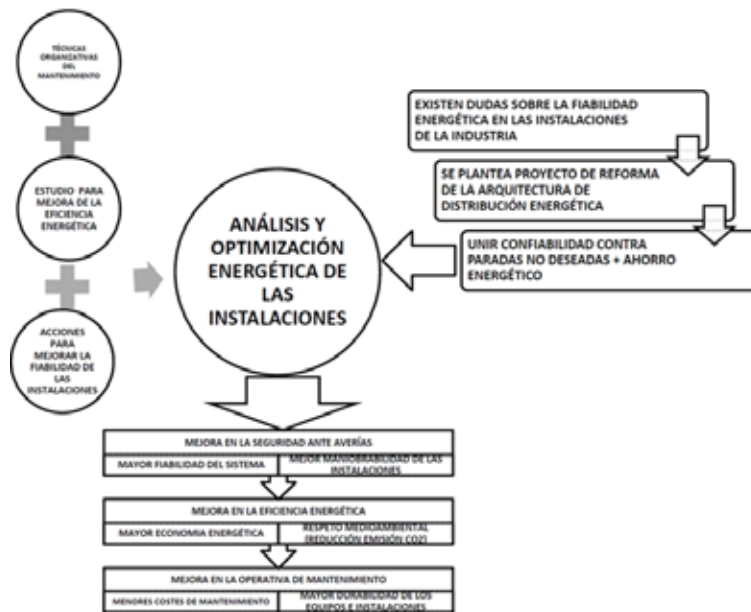 TÉCNICAS
ORGANIZATIVAS
DEL
MANTENIMIENTO
ESTUDIO PARA
MEJORA DE LA
EFICIENCIA
ENERGÉTICA
ACCIONES
PARA
MEJORAR LA
FIABILIDAD DE
LAS
INSTALACIONES
ANÁLISIS Y
OPTIMIZACIÓN
ENERGÉTICA DE
LAS
INSTALACIONES
EXISTEN DUDAS SOBRE LA FIABILIDAD
ENERGÉTICA EN LAS INSTALACIONES
DE LA INDUSTRIA
SE PLANTEA PROYECTO DE REFORMA
DE LA ARQUITECTURA DE
DISTRIBUCIÓN ENERGÉTICA
UNIR CONFIABILIDAD CONTRA
PARADAS NO DESEADAS + AHORRO
ENERGÉTICO
MEJORA EN LA SEGURIDAD ANTE AVERÍAS
MAYOR FIABILIDAD DEL SISTEMA
MEJOR MANIOBRABILIDAD DE LAS
INSTALACIONES
MEJORA EN LA EFICIENCIA ENERGÉTICA
MAYOR ECONOMIA ENERGÉTICA
RESPETO MEDIOAMBIENTAL
(REDUCCIÓN EMISIÓN CO2)
MEJORA EN LA OPERATIVA DE MANTENIMIENTO
MENORES COSTES DE MANTENIMIENTO
MAYOR DURABILIDAD DE LOS
EQUIPOS E INSTALACIONES